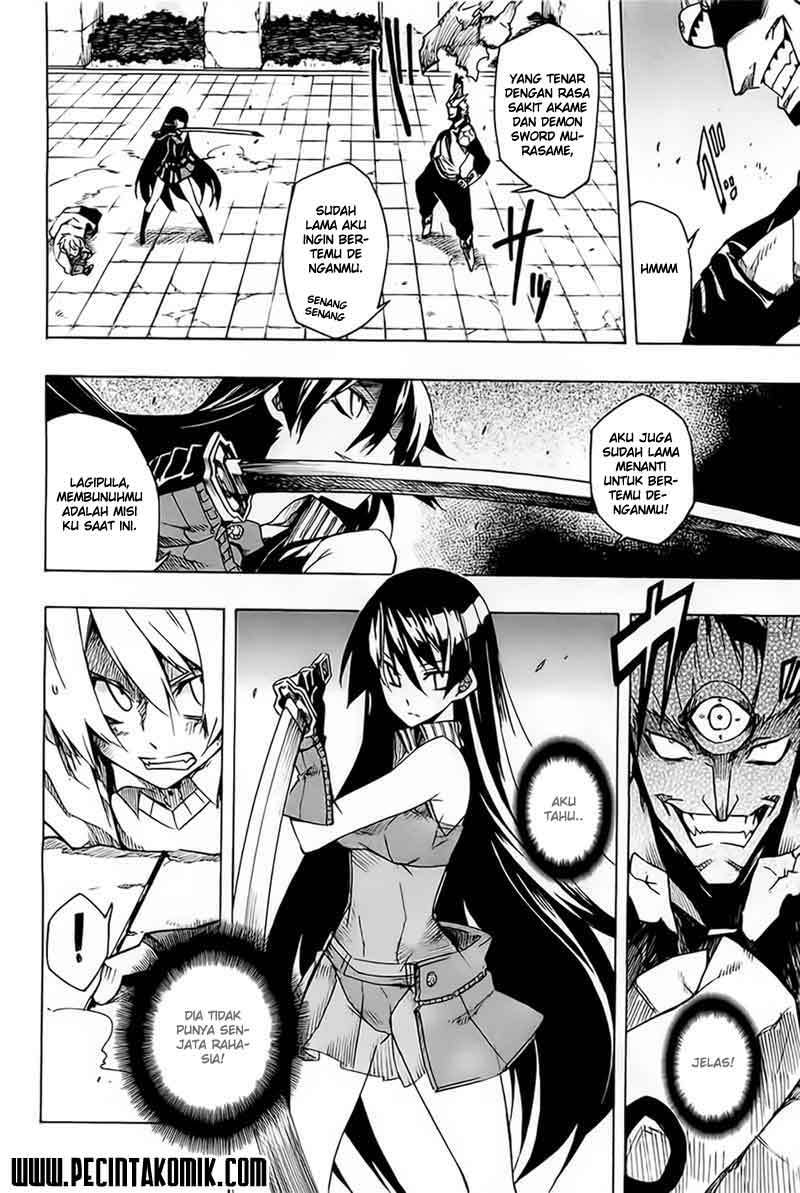 HMMM
YANG TENAR
DENGAN RASA
SAKIT AKAME
DAN DEMON
SWORD MU-
RASAME,
SUDAH
LAMA AKU
INGIN BER-
TEMU DE
NGANMU.
SENANG
SENANG
AKU JUGA
SUDAH LAMA
MENANTI
UNTUK BER-
TEMU DE-
NGANMU!
LAGIPULA,
MEMBUNUHMU
ADALAH MISI
KU SAAT INI.
AKU
TAHU..
JELAS!
DIA TIDAK
PUNYA SEN-
JATA RAHA-
SIA!
!
WWW.PECINTAKOMIK.COM